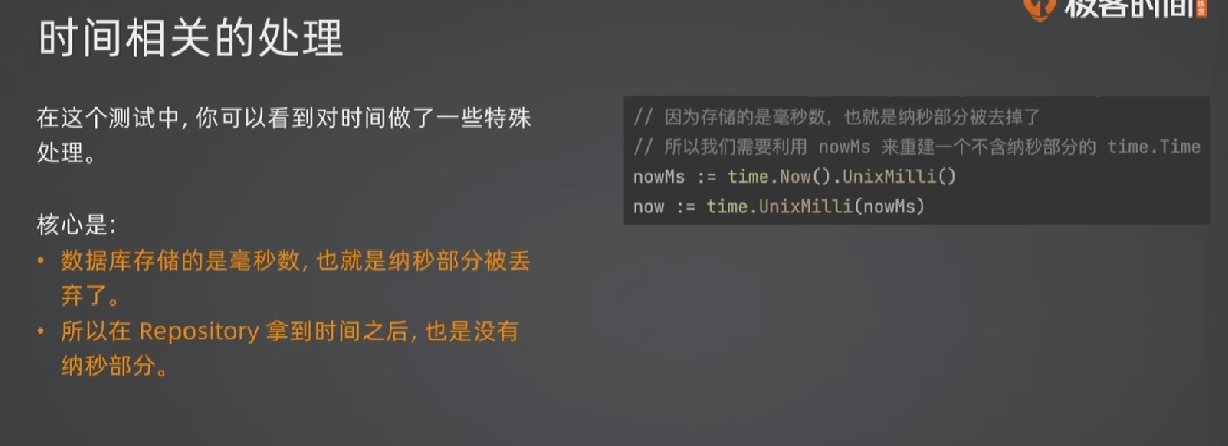 极客时间
时间相关的处理
在这个测试中, 你可以看到对时间做了一些特殊
处理。
核心是:
• 数据库存储的是毫秒数, 也就是纳秒部分被丢
弃了。
• 所以在 Repository 拿到时间之后, 也是没有
纳秒部分。
// 因为存储的是毫秒数，也就是纳秒部分被去掉了
// 所以我们需要利用 nowMs 来重建一个不含纳秒部分的 time.Time
nowMs := time.Now().UnixMilli()
now := time.UnixMilli(nowMs)